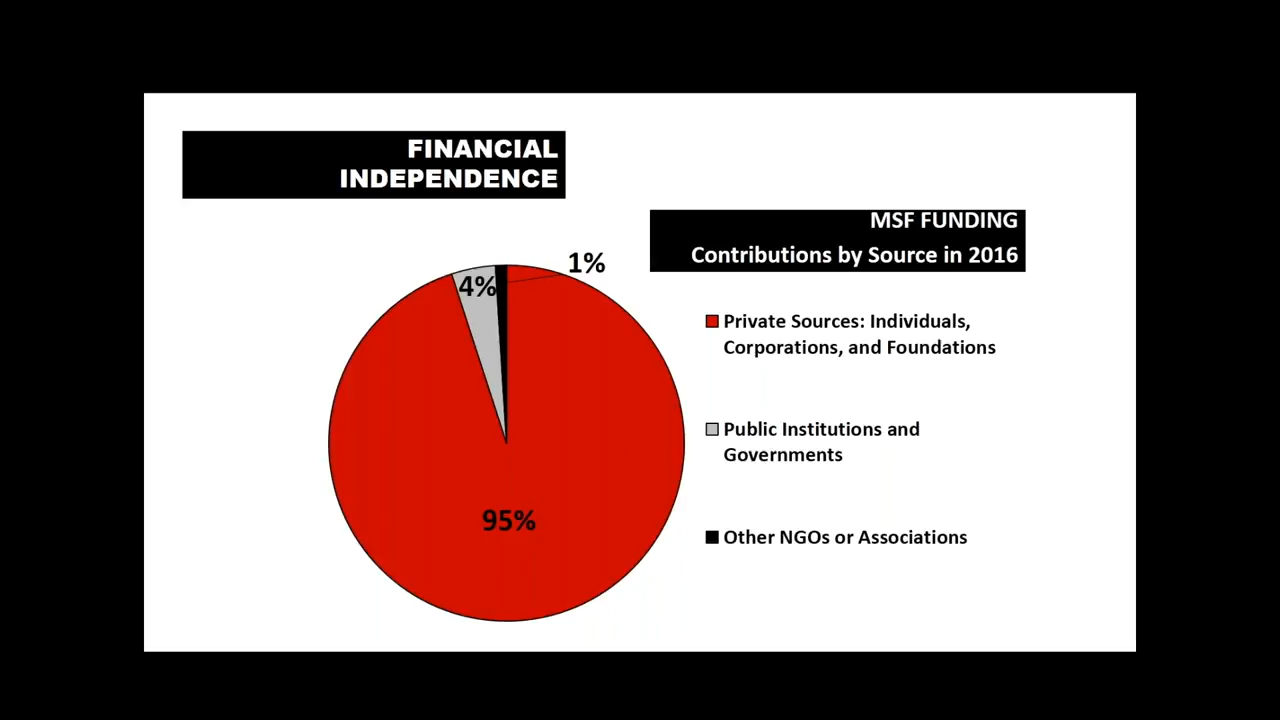 FINANCIAL
INDEPENDENCE
MSF FUNDING
Contributions by Source in 2016
1%
4%
95%
Private Sources: Individuals,
Corporations, and Foundations
Public Institutions and
Governments
Other NGOs or Associations